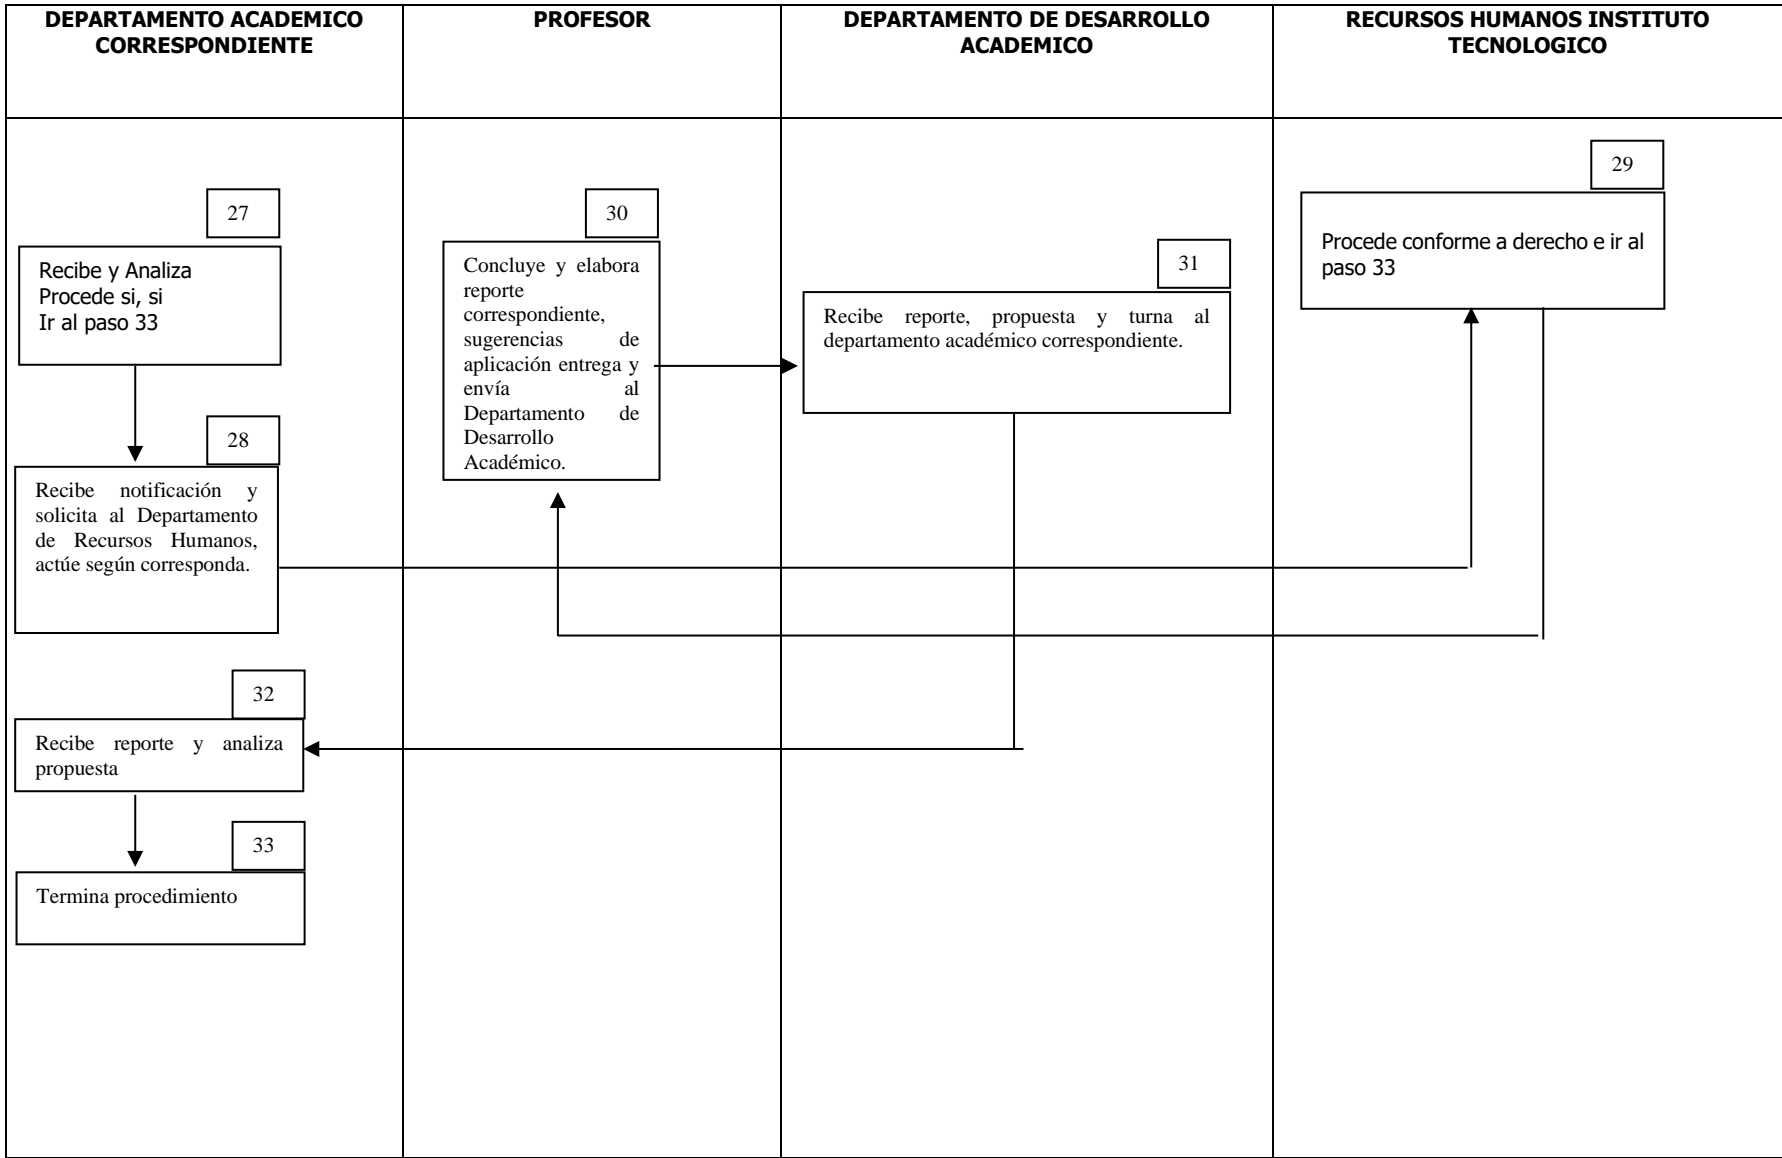 DEPARTAMENTO ACADEMICO
CORRESPONDIENTE
PROFESOR
DEPARTAMENTO DE DESARROLLO
ACADEMICO
RECURSOS HUMANOS INSTITUTO
TECNOLOGICO
27
Recibe y Analiza
Procede si, si
Ir al paso 33
28
Recibe notificación y
solicita al Departamento
de Recursos Humanos,
actúe según corresponda.
29
Procede conforme a derecho e ir al
paso 33
30
Concluye y elabora
reporte
correspondiente,
sugerencias de
aplicación entrega y
envía al
Departamento de
Desarrollo
Académico.
31
Recibe reporte, propuesta y turna al
departamento académico correspondiente.
32
Recibe reporte y analiza
propuesta
33
Termina procedimiento